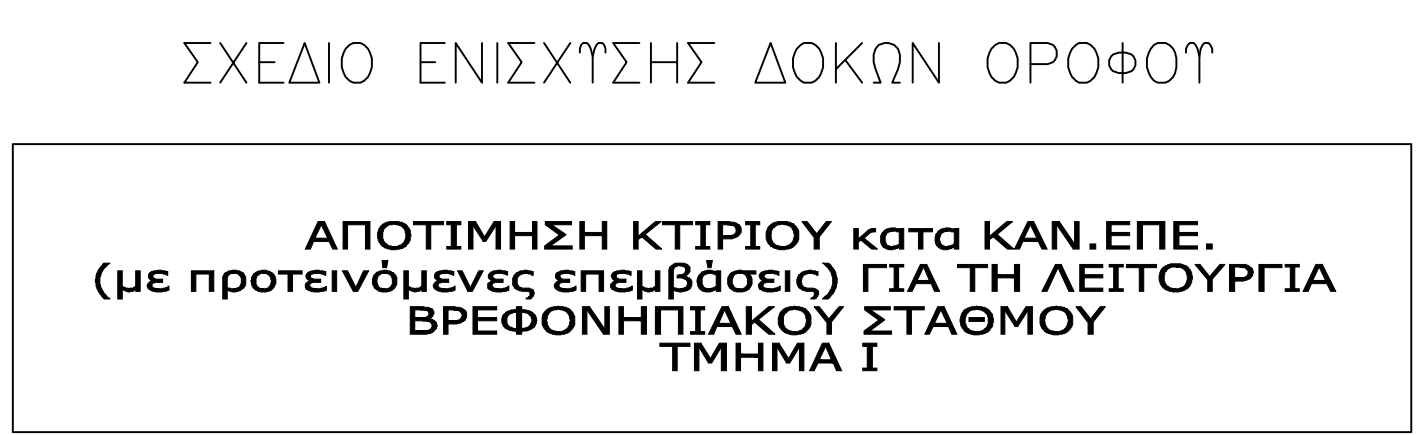 ΣΧΕΔΙΟ ΕΝΙΣΧΥΣΗΣ ΔΟΚΩΝ ΟΡΟΦΟΥ
ΑΠΟΤΙΜΗΣΗ ΚΤΙΡΙΟΥ κατα ΚΑΝ.ΕΠΕ.
(με προτεινόμενες επεμβάσεις) ΓΙΑ ΤΗ ΛΕΙΤΟΥΡΓΙΑ
ΒΡΕΦΟΝΗΠΙΑΚΟΥ ΣΤΑΘΜΟΥ
ΤΜΗΜΑ Ι